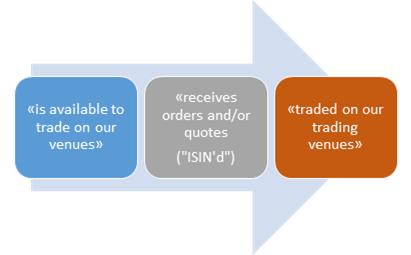 «is available to
trade on our
venues»
«receives
orders and/or
quotes
("ISIN'd")
«traded on our
trading
venues»